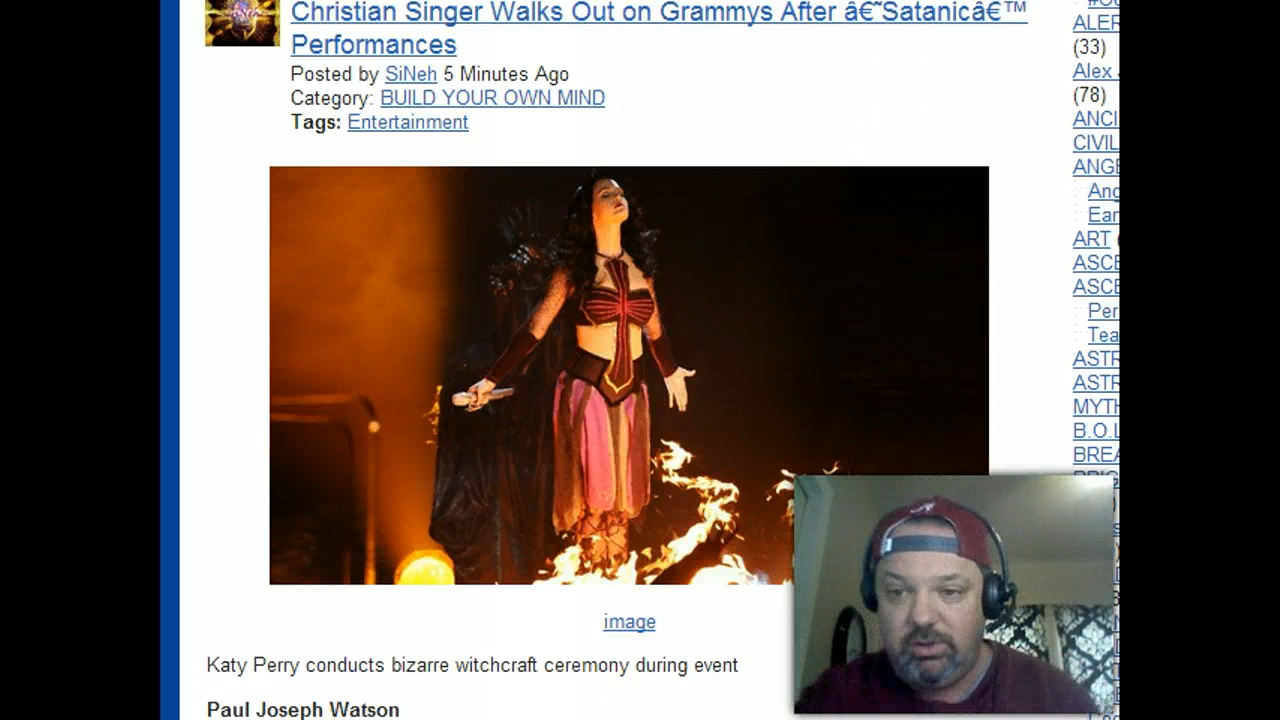 Christian Singer Walks Out on Grammys After â€˜Satanicâ€™
Performances
Posted by SiNeh 5 Minutes Ago
Category: BUILD YOUR OWN MIND
Tags: Entertainment
image
Katy Perry conducts bizarre witchcraft ceremony during event
Paul Joseph Watson
ALER
(33)
Alex
(78)
ANCI
CIVIL
ANGE
Ang
Ear
ART
ASCE
ASCE
Per
Tea
ASTR
ASTR
MYTH
B.O.L
BREA